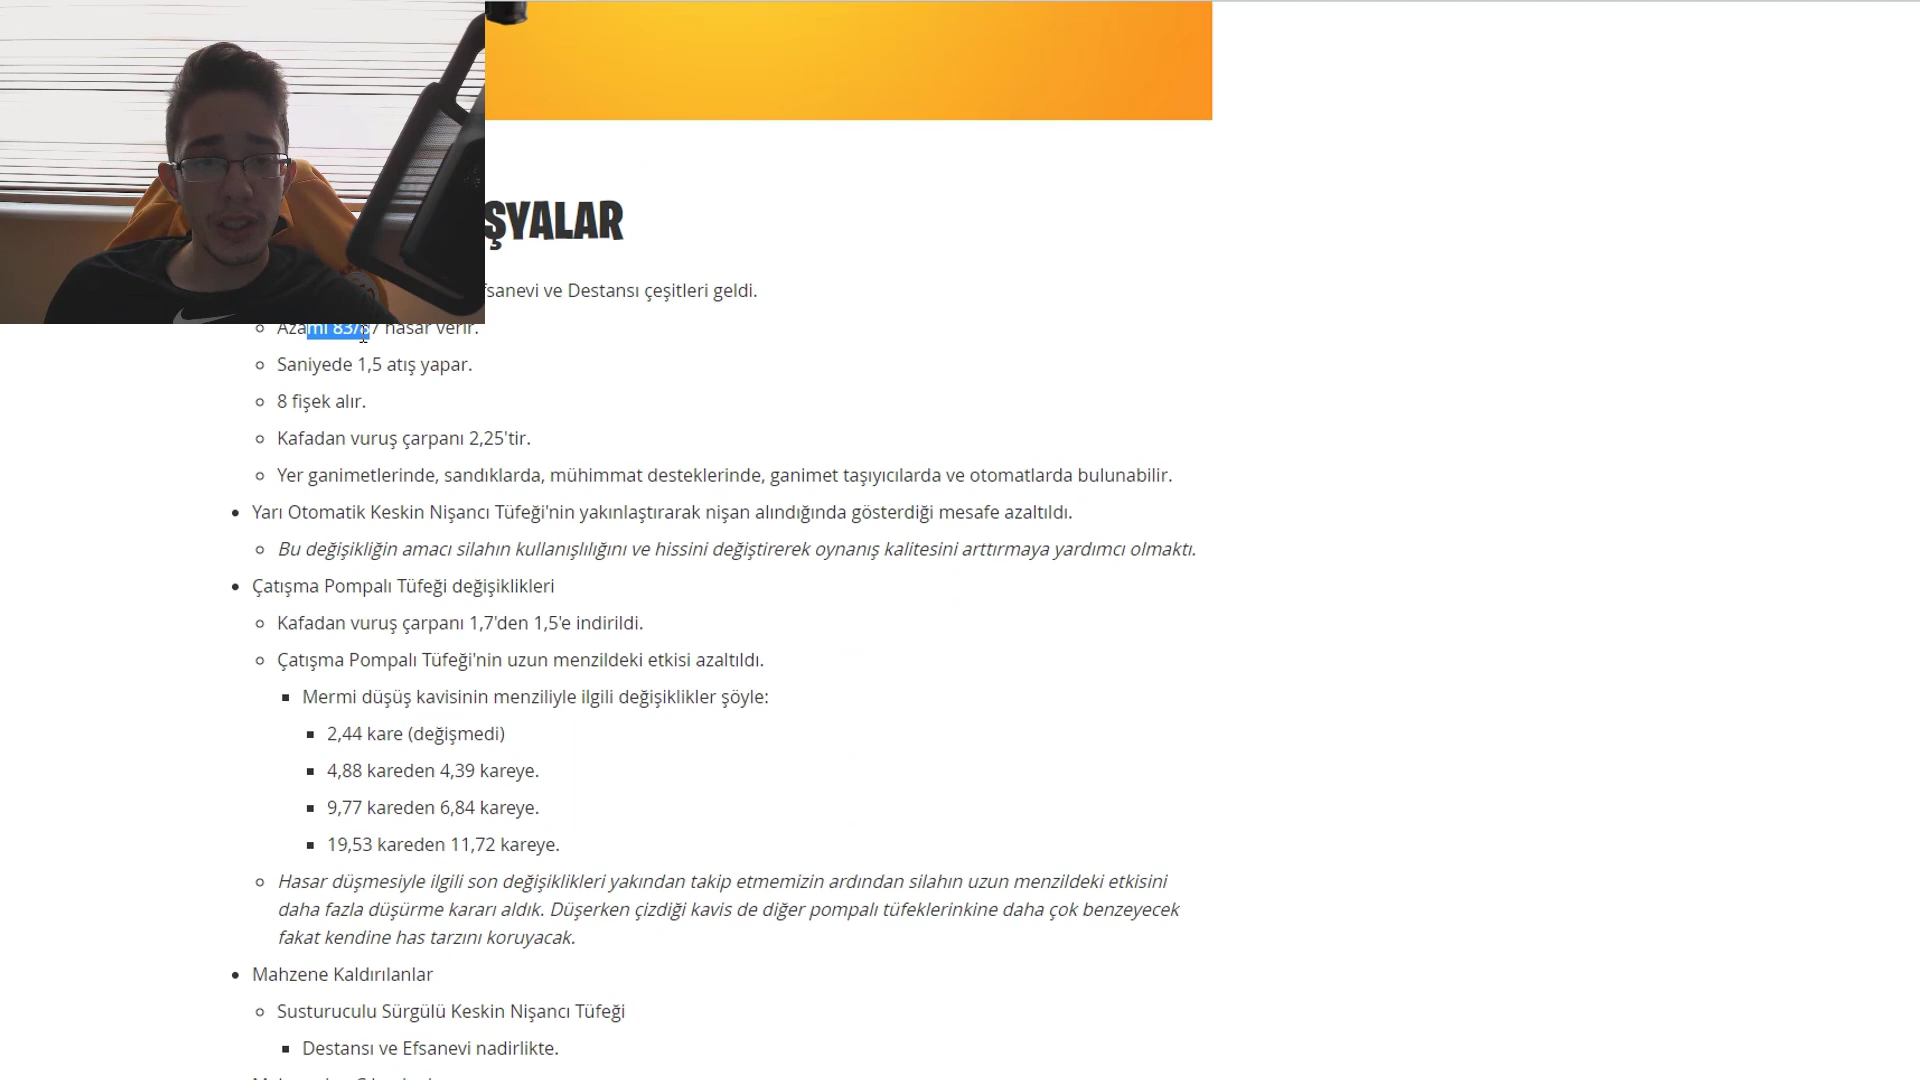 ŞYALAR
fsanevi ve Destansı çeşitleri geldi.
Azami 83/87 hasar verir.
Saniyede 1,5 atış yapar.
8 fişek alır.
Kafadan vuruş çarpanı 2,25'tir.
Yer ganimetlerinde, sandıklarda, mühimmat desteklerinde, ganimet taşıyıcılarda ve otomatlarda bulunabilir.
Yarı Otomatik Keskin Nişancı Tüfeği'nin yakınlaştırarak nişan alındığında gösterdiği mesafe azaltıldı.
Bu değişikliğin amacı silahın kullanışlılığını ve hissini değiştirerek oynanış kalitesini arttırmaya yardımcı olmaktı.
Çatışma Pompalı Tüfeği değişiklikleri
Kafadan vuruş çarpanı 1,7'den 1,5'e indirildi.
Çatışma Pompalı Tüfeği'nin uzun menzildeki etkisi azaltıldı.
Mermi düşüş kavisinin menziliyle ilgili değişiklikler şöyle:
2,44 kare (değişmedi)
4,88 kareden 4,39 kareye.
9,77 kareden 6,84 kareye.
19,53 kareden 11,72 kareye.
Hasar düşmesiyle ilgili son değişiklikleri yakından takip etmemizin ardından silahın uzun menzildeki etkisini
daha fazla düşürme kararı aldık. Düşerken çizdiği kavis de diğer pompalı tüfeklerinkine daha çok benzeyecek
fakat kendine has tarzını koruyacak.
Mahzene Kaldırılanlar
Susturuculu Sürgülü Keskin Nişancı Tüfeği
Destansı ve Efsanevi nadirlikte.